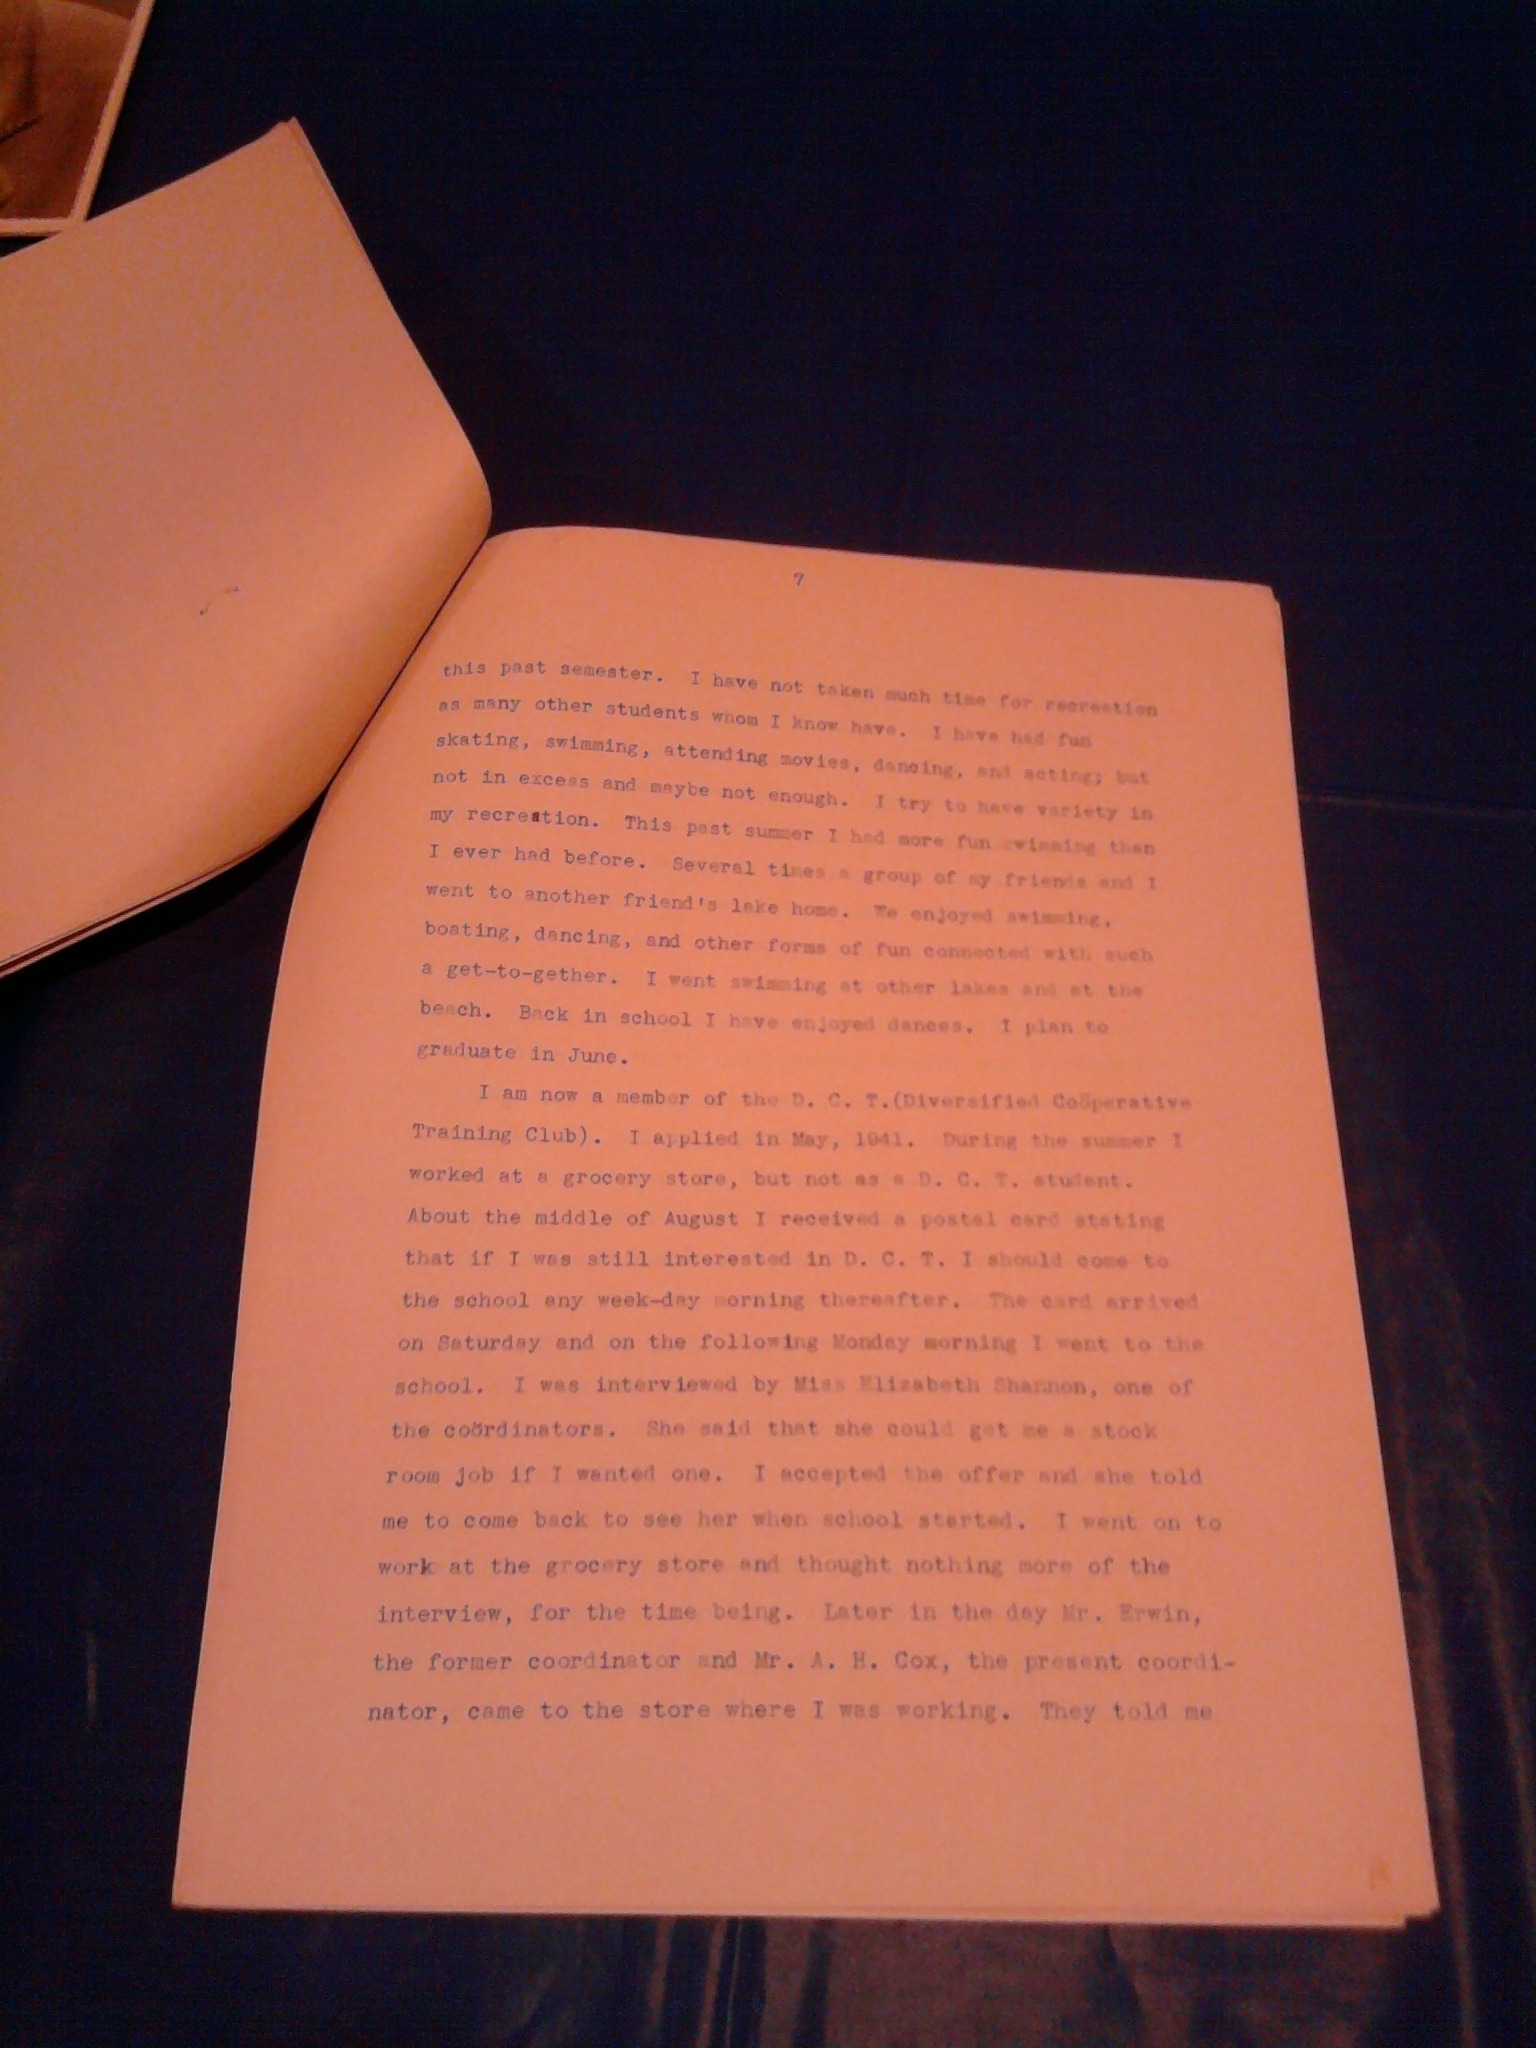 7
this past semester. I have not taken much time for recreation
as many other students whom I know have. I have had fun
skating, swimming, attending movies, dancing, and acting; but
not in excess and maybe not enough. I try to have variety in
my recreation. This past summer I had more fun swimming than
I ever had before. Several times a group of my friends and I
went to another friend's lake home. We enjoyed swimming,
boating, dancing, and other forms of fun connected with such
a get-to-gether. I went swimming at other lakes and at the
beach. Back in school I have enjoyed dances. I plan to
graduate in June.
I am now a member of the D. C. T.(Diversified Coöperative
Training Club). I applied in May, 1941. During the summer I
worked at a grocery store, but not as a D. C. T. student.
About the middle of August I received a postal card stating
that if I was still interested in D. C. T. I should come to
the school any week-day morning thereafter. The card arrived
on Saturday and on the following Monday morning I went to the
school. I was interviewed by Miss Elizabeth Shannon, one of
the coördinators. She said that she could get me a stock
room job if I wanted one. I accepted the offer and she told
me to come back to see her when school started. I went on to
work at the grocery store and thought nothing more of the
interview, for the time being. Later in the day Mr. Erwin,
the former coordinator and Mr. A. H. Cox, the present coordi-
nator, came to the store where I was working. They told me